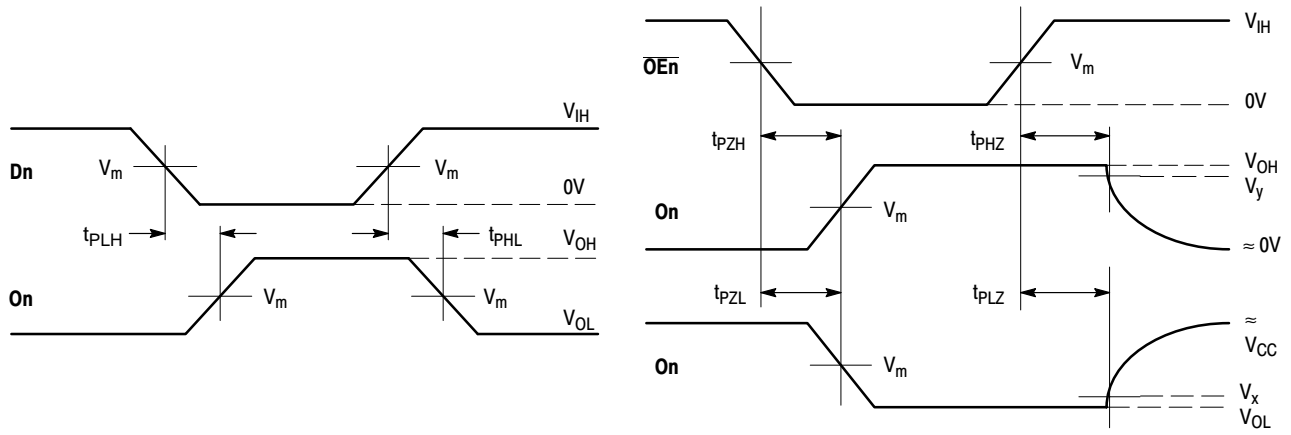 V_IH
V_m
V_m
Dn
0V
t_PLH
t_PHL
V_OH
On
V_m
V_m
V_OL
V_IH
OEn
V_m
0V
t_PZH
t_PHZ
V_OH
V_y
On
V_m
≈ 0V
t_PZL
t_PLZ
≈
V_CC
On
V_m
V_x
V_OL